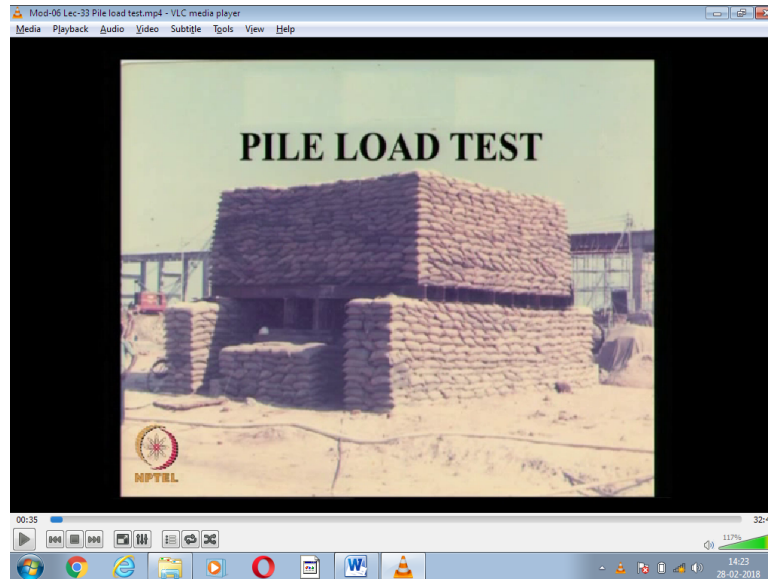 Mod-06 Lec-33 Pile load test.mp4 - VLC media player
Media Playback Audio Video Subtitle Tools View Help
PILE LOAD TEST
NPTEL
00:35
117%
14:23
28-02-2018